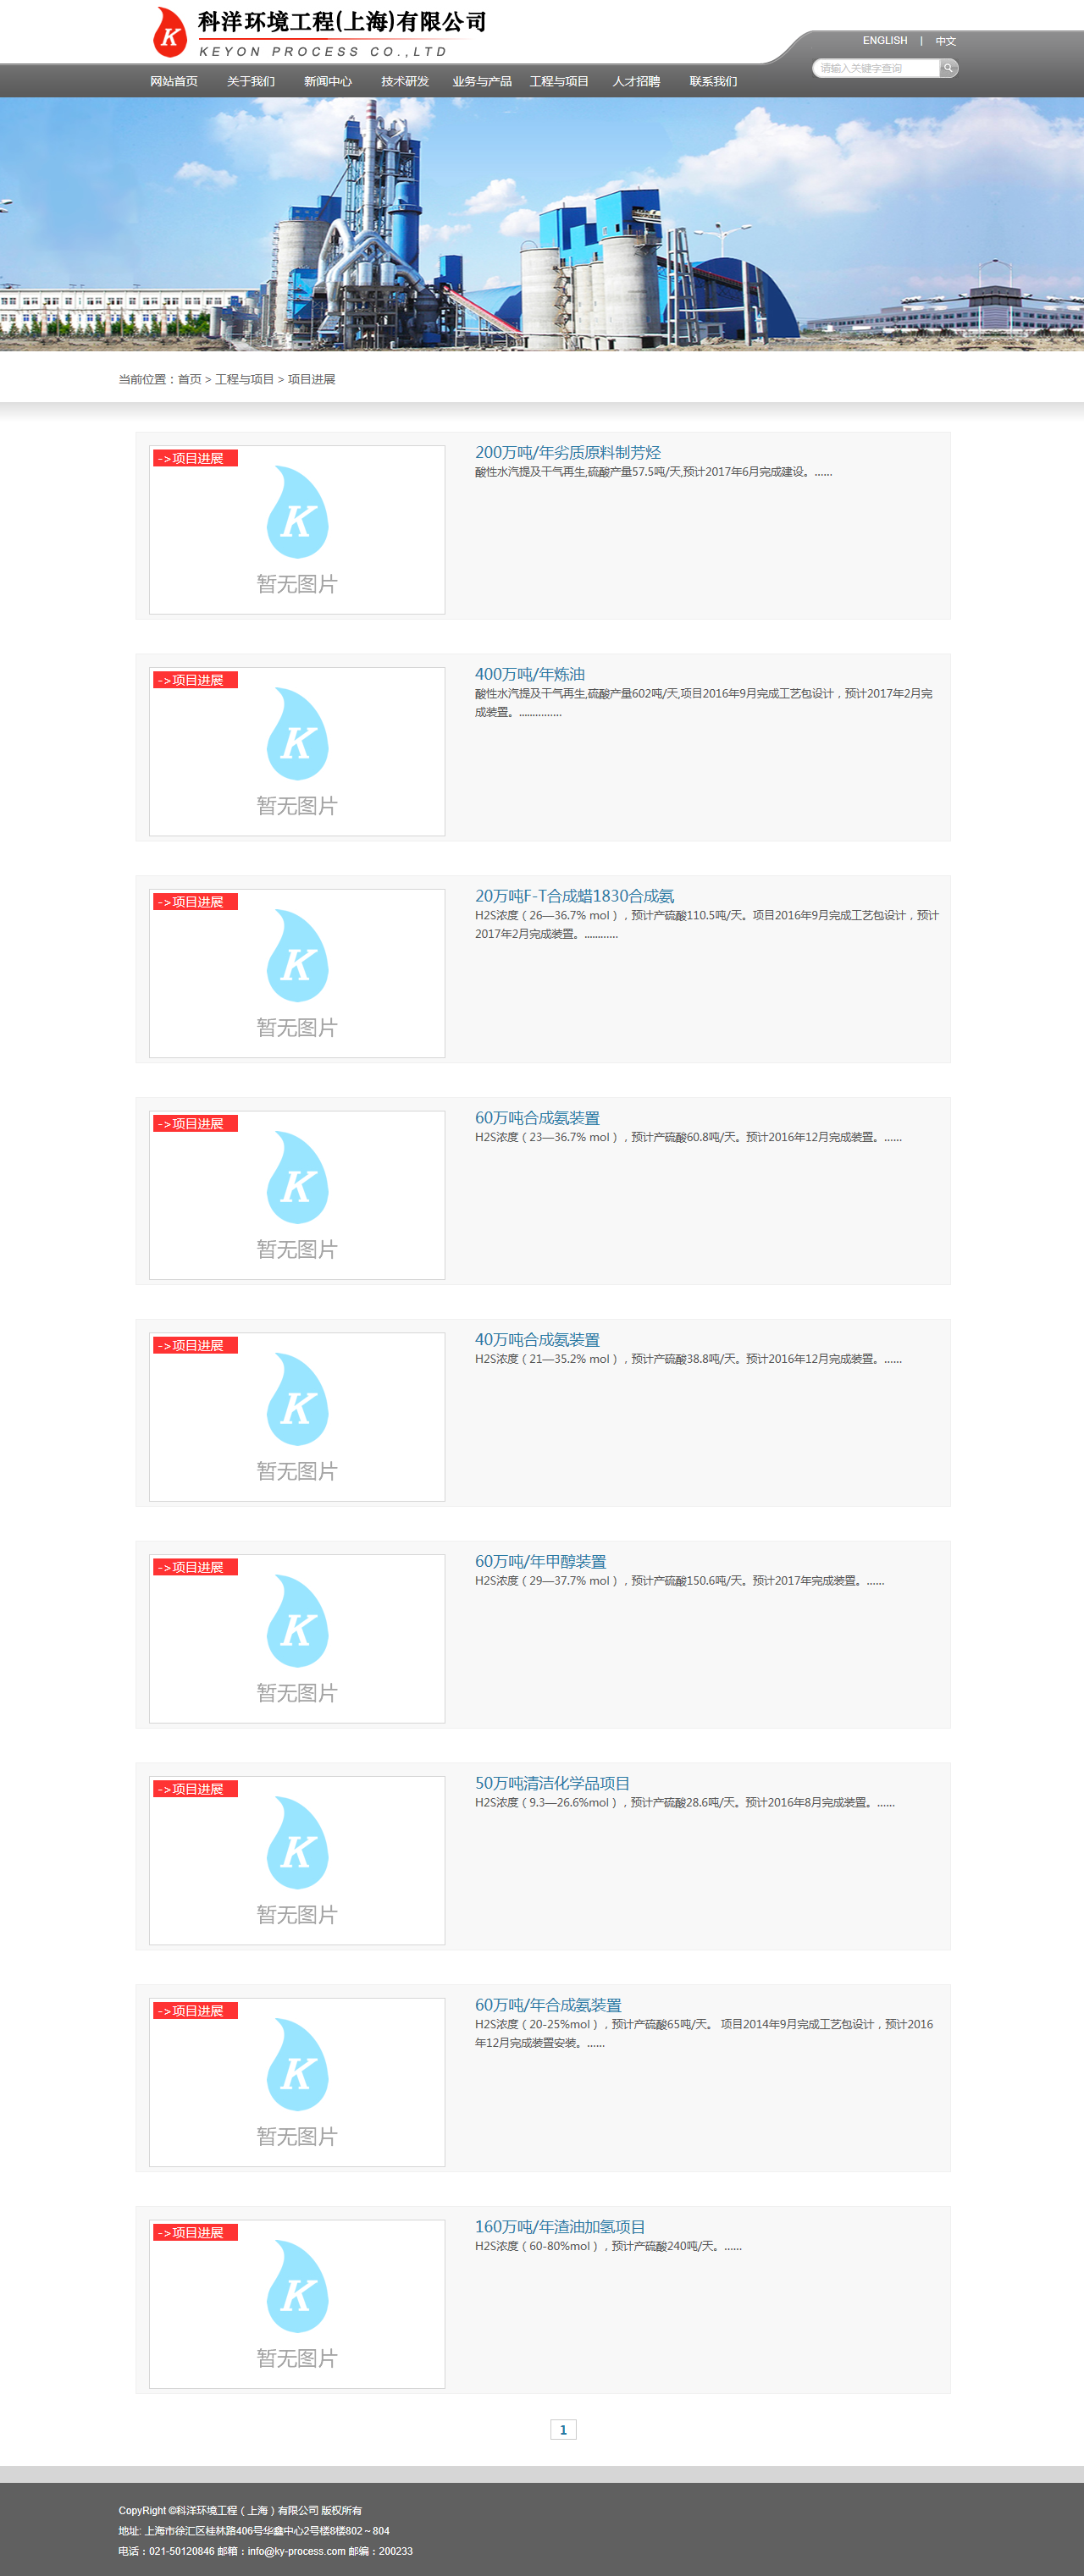 科洋环境工程(上海)有限公司
KEYON PROCESS CO.,LTD
ENGLISH | 中文
请输入关键字查询
网站首页 关于我们 新闻中心 技术研发 业务与产品 工程与项目 人才招聘 联系我们
当前位置：首页 > 工程与项目 > 项目进展
->项目进展
K
暂无图片
200万吨/年劣质原料制芳烃
酸性水汽提及干气再生,硫酸产量57.5吨/天,预计2017年6月完成建设。......
->项目进展
K
暂无图片
400万吨/年炼油
酸性水汽提及干气再生,硫酸产量602吨/天,项目2016年9月完成工艺包设计，预计2017年2月完
成装置。...............
->项目进展
K
暂无图片
20万吨F-T合成蜡1830合成氨
H2S浓度（26—36.7% mol），预计产硫酸110.5吨/天。项目2016年9月完成工艺包设计，预计
2017年2月完成装置。............
->项目进展
K
暂无图片
60万吨合成氨装置
H2S浓度（23—36.7% mol），预计产硫酸60.8吨/天。预计2016年12月完成装置。......
->项目进展
K
暂无图片
40万吨合成氨装置
H2S浓度（21—35.2% mol），预计产硫酸38.8吨/天。预计2016年12月完成装置。......
->项目进展
K
暂无图片
60万吨/年甲醇装置
H2S浓度（29—37.7% mol），预计产硫酸150.6吨/天。预计2017年完成装置。......
->项目进展
K
暂无图片
50万吨清洁化学品项目
H2S浓度（9.3—26.6%mol），预计产硫酸28.6吨/天。预计2016年8月完成装置。......
->项目进展
K
暂无图片
60万吨/年合成氨装置
H2S浓度（20-25%mol），预计产硫酸65吨/天。 项目2014年9月完成工艺包设计，预计2016
年12月完成装置安装。......
->项目进展
K
暂无图片
160万吨/年渣油加氢项目
H2S浓度（60-80%mol），预计产硫酸240吨/天。......
1
CopyRight ©科洋环境工程（上海）有限公司 版权所有
地址: 上海市徐汇区桂林路406号华鑫中心2号楼8楼802～804
电话：021-50120846 邮箱：info@ky-process.com 邮编：200233